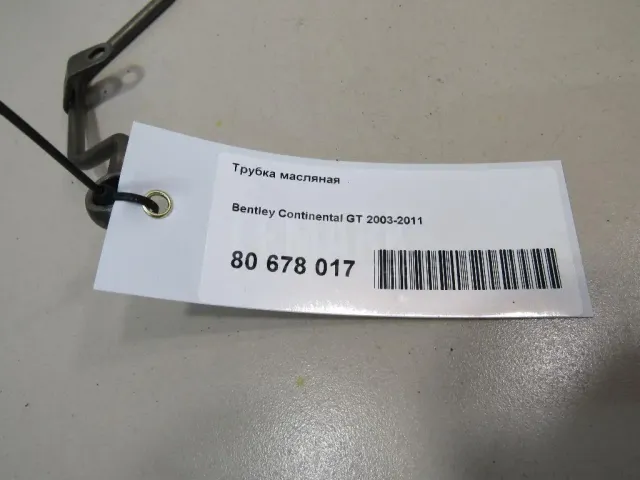 Трубка масляная
Bentley Continental GT 2003-2011
80 678 017